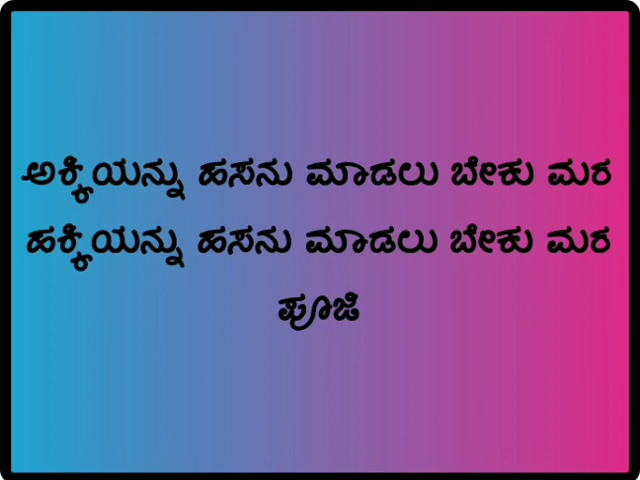 ಅಕ್ಕಿಯನ್ನು ಹಸನು ಮಾಡಲು ಬೇಕು ಮರ
ಹಕ್ಕಿಯನ್ನು ಹಸನು ಮಾಡಲು ಬೇಕು ಮರ
ಪೂಜಿ